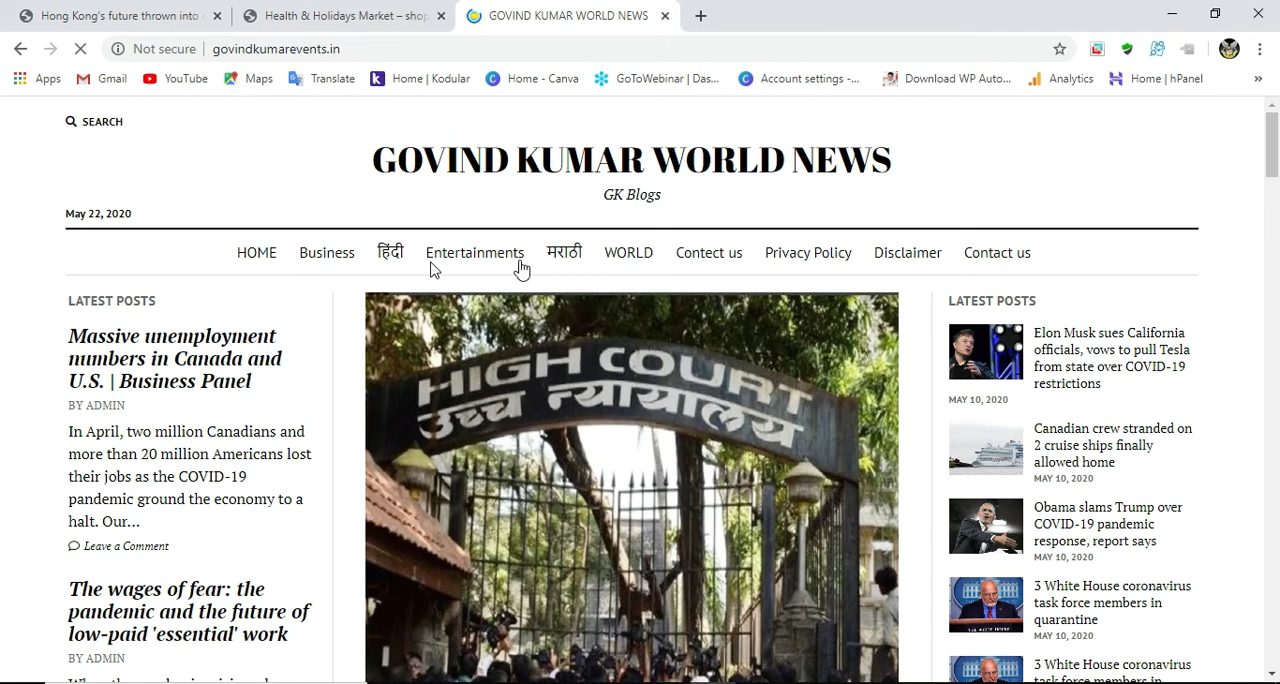 Hong Kong's future thrown into
Health & Holidays Market – shop
GOVIND KUMAR WORLD NEWS
Not secure
govindkumarevents.in
Apps
Gmail
YouTube
Maps
Translate
Home | Kodular
Home - Canva
GoToWebinar | Das...
Account settings -...
Download WP Auto...
Analytics
Home | hPanel
SEARCH
GOVIND KUMAR WORLD NEWS
GK Blogs
May 22, 2020
HOME
Business
हिंदी
Entertainments
मराठी
WORLD
Contect us
Privacy Policy
Disclaimer
Contact us
LATEST POSTS
Massive unemployment
numbers in Canada and
U.S. | Business Panel
BY ADMIN
In April, two million Canadians and
more than 20 million Americans lost
their jobs as the COVID-19
pandemic ground the economy to a
halt. Our...
Leave a Comment
The wages of fear: the
pandemic and the future of
low-paid 'essential' work
BY ADMIN
HIGH COURT
उच्च न्यायालय
LATEST POSTS
Elon Musk sues California
officials, vows to pull Tesla
from state over COVID-19
restrictions
MAY 10, 2020
Canadian crew stranded on
2 cruise ships finally
allowed home
MAY 10, 2020
Obama slams Trump over
COVID-19 pandemic
response, report says
MAY 10, 2020
3 White House coronavirus
task force members in
quarantine
MAY 10, 2020
3 White House coronavirus
task force members in